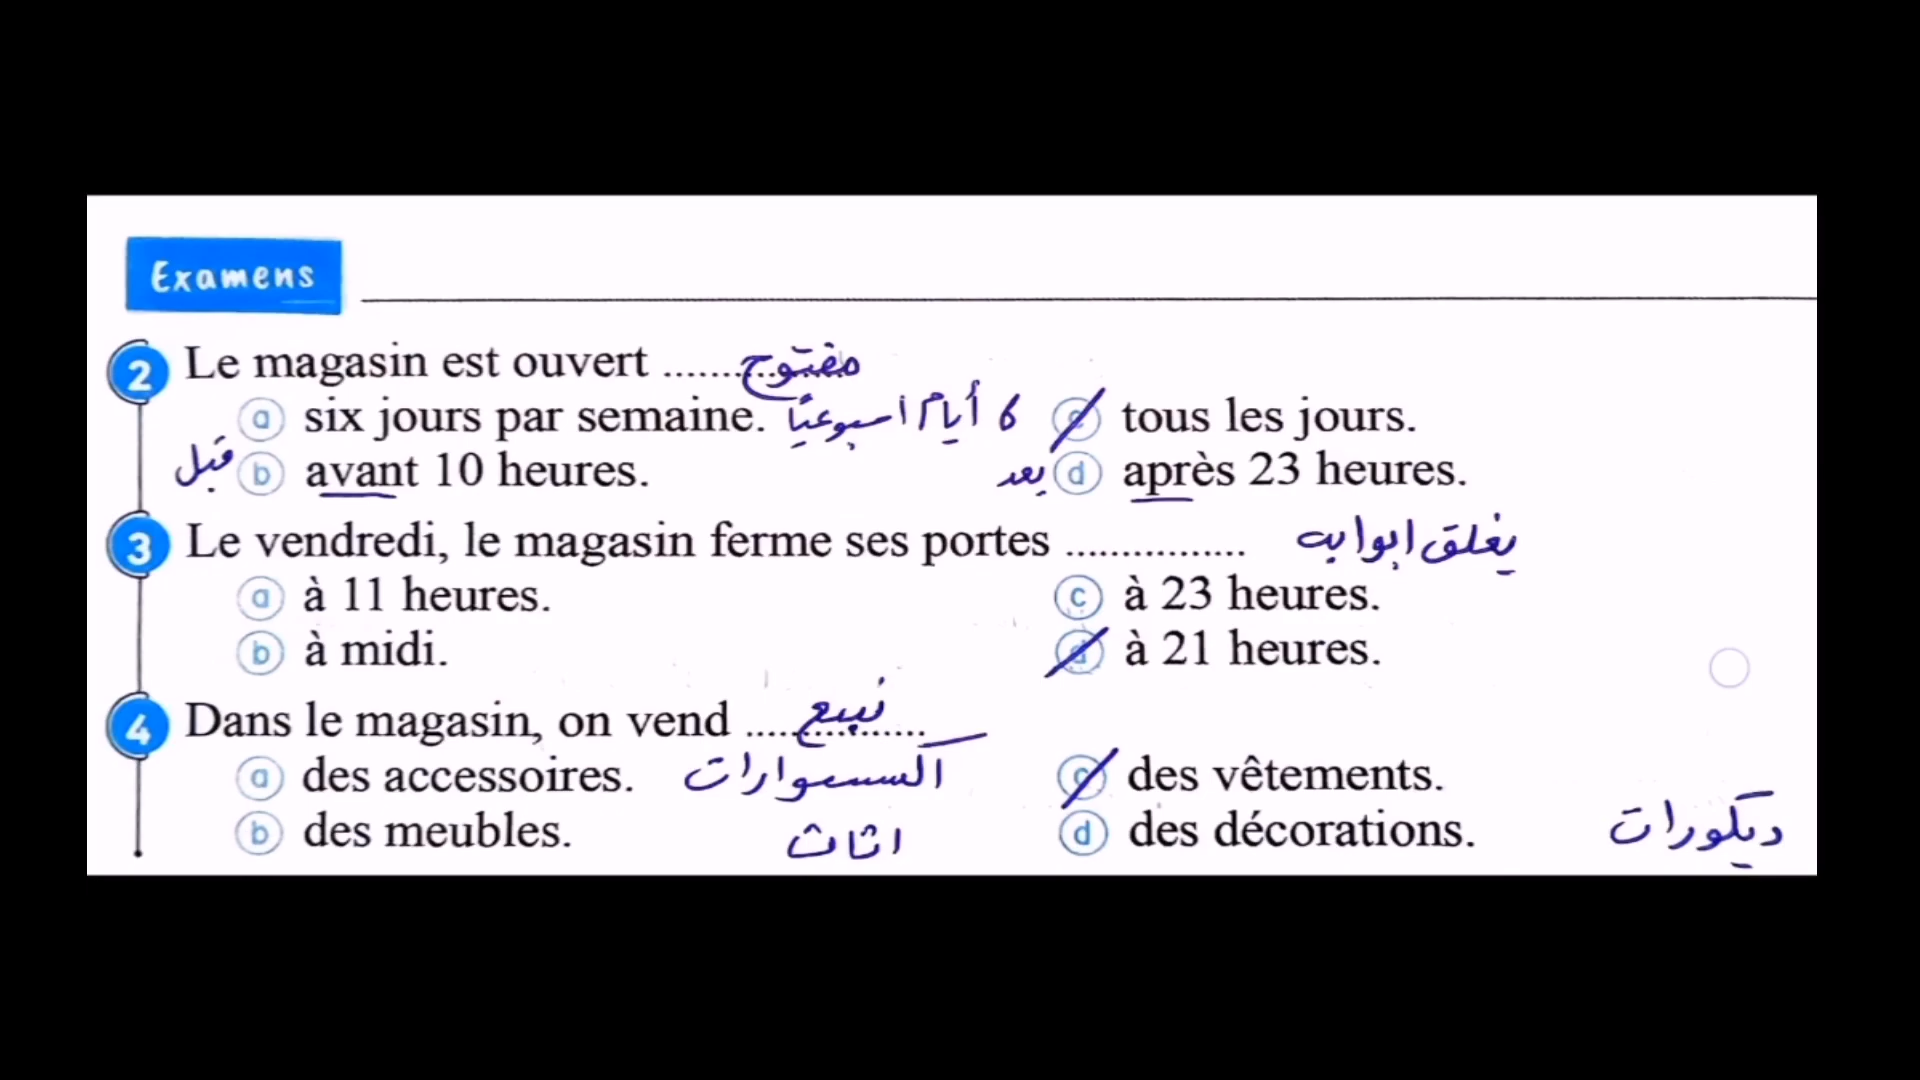 Examens
2 Le magasin est ouvert ................ مفتوح
a six jours par semaine. 6 أيام اسبوعيًا
c tous les jours.
b avant 10 heures. قبل
d après 23 heures. بعد
3 Le vendredi, le magasin ferme ses portes ................ يغلق ابوابه
a à 11 heures.
c à 23 heures.
b à midi.
d à 21 heures.
4 Dans le magasin, on vend ................ نبيع
a des accessoires. اكسسوارات
c des vêtements.
b des meubles. اثاث
d des décorations. ديكورات